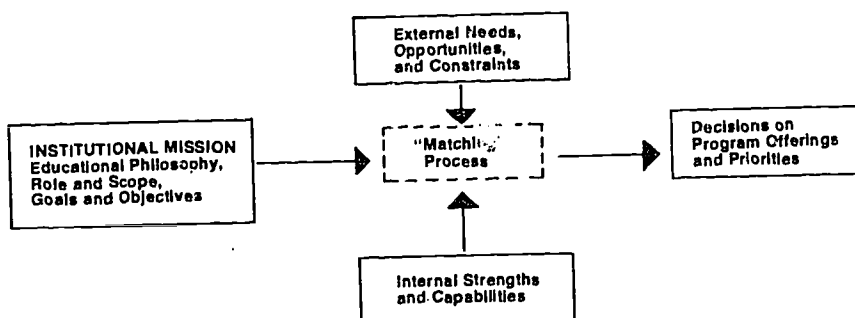 External Needs,
Opportunities,
and Constraints
INSTITUTIONAL MISSION
Educational Philosophy,
Role and Scope,
Goals and Objectives
"Matching"
Process
Decisions on
Program Offerings
and Priorities
Internal Strengths
and Capabilities